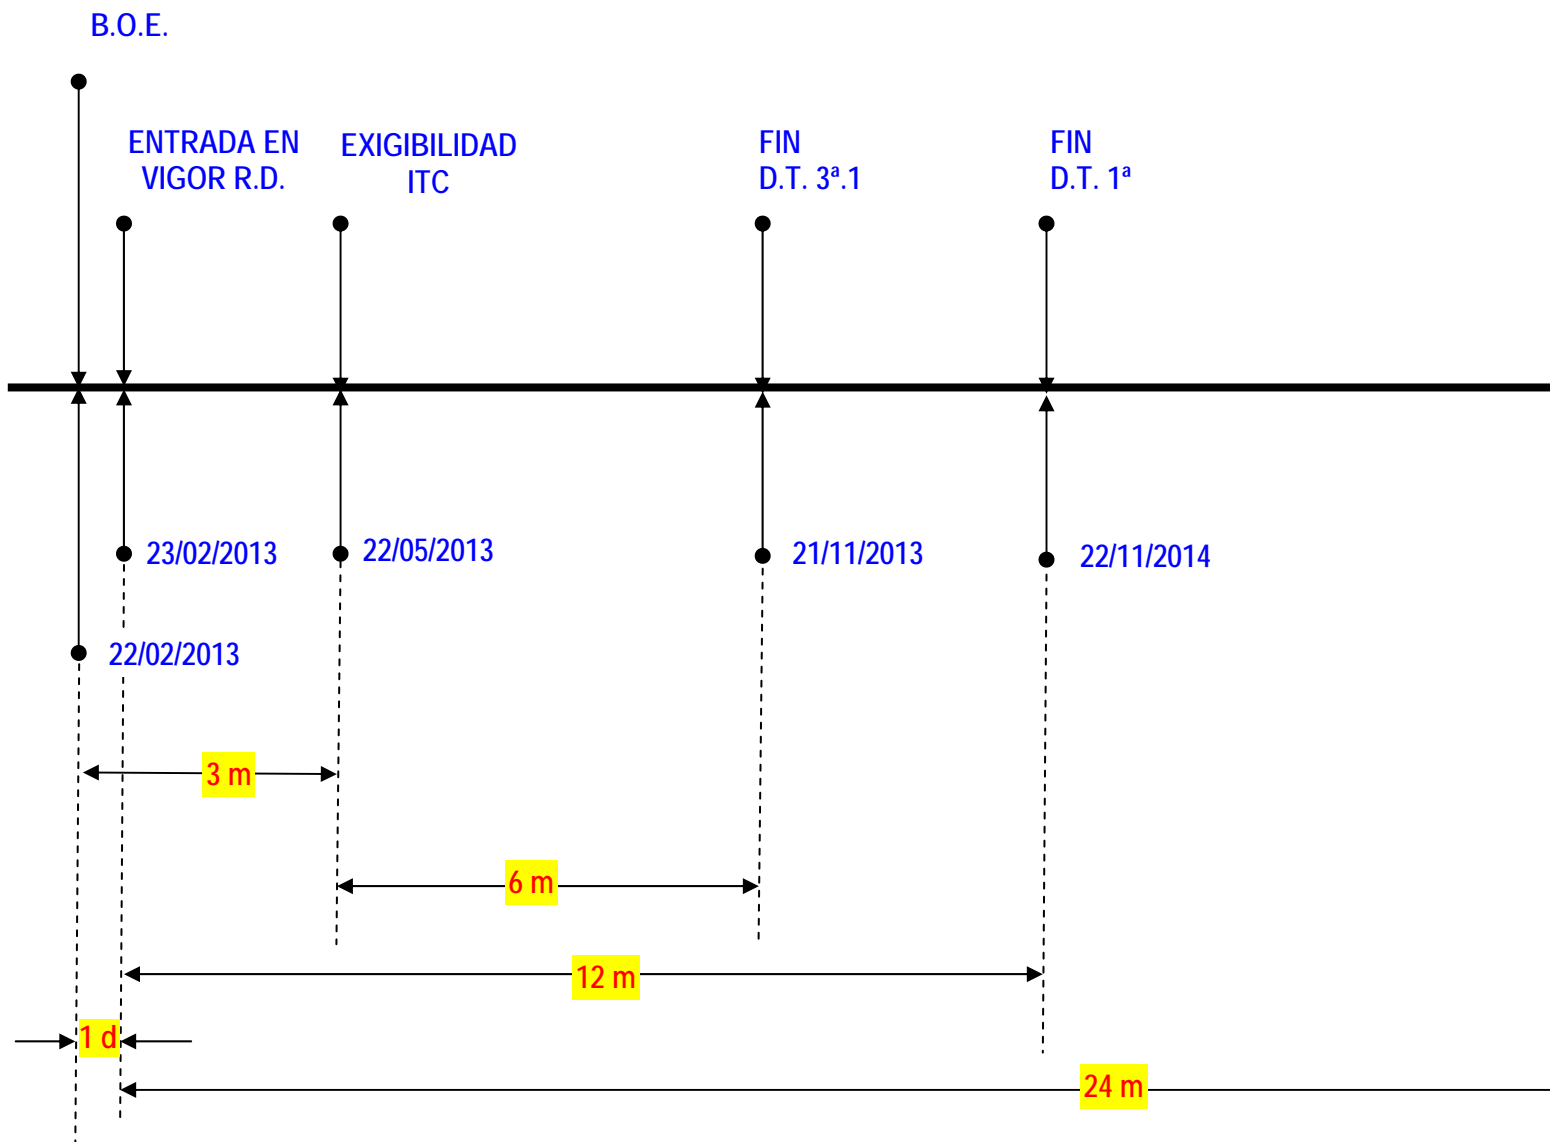 B.O.E.
ENTRADA EN
VIGOR R.D.
EXIGIBILIDAD
ITC
FIN
D.T. 3ª.1
FIN
D.T. 1ª
23/02/2013
22/05/2013
21/11/2013
22/11/2014
22/02/2013
3 m
6 m
12 m
1 d
24 m